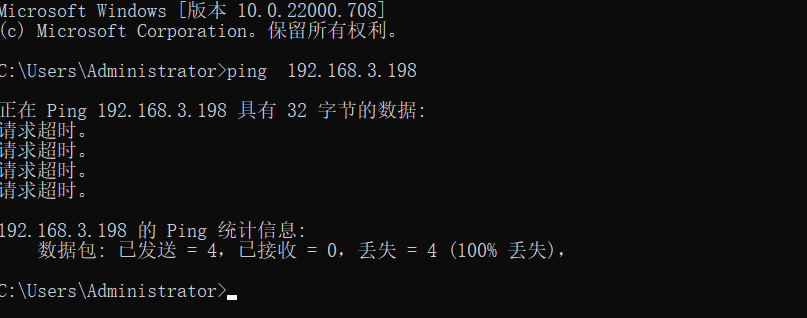 Microsoft Windows [版本 10.0.22000.708]
(c) Microsoft Corporation。保留所有权利。
C:\Users\Administrator>ping  192.168.3.198
正在 Ping 192.168.3.198 具有 32 字节的数据:
请求超时。
请求超时。
请求超时。
请求超时。
192.168.3.198 的 Ping 统计信息:
    数据包: 已发送 = 4，已接收 = 0，丢失 = 4 (100% 丢失)，
C:\Users\Administrator>